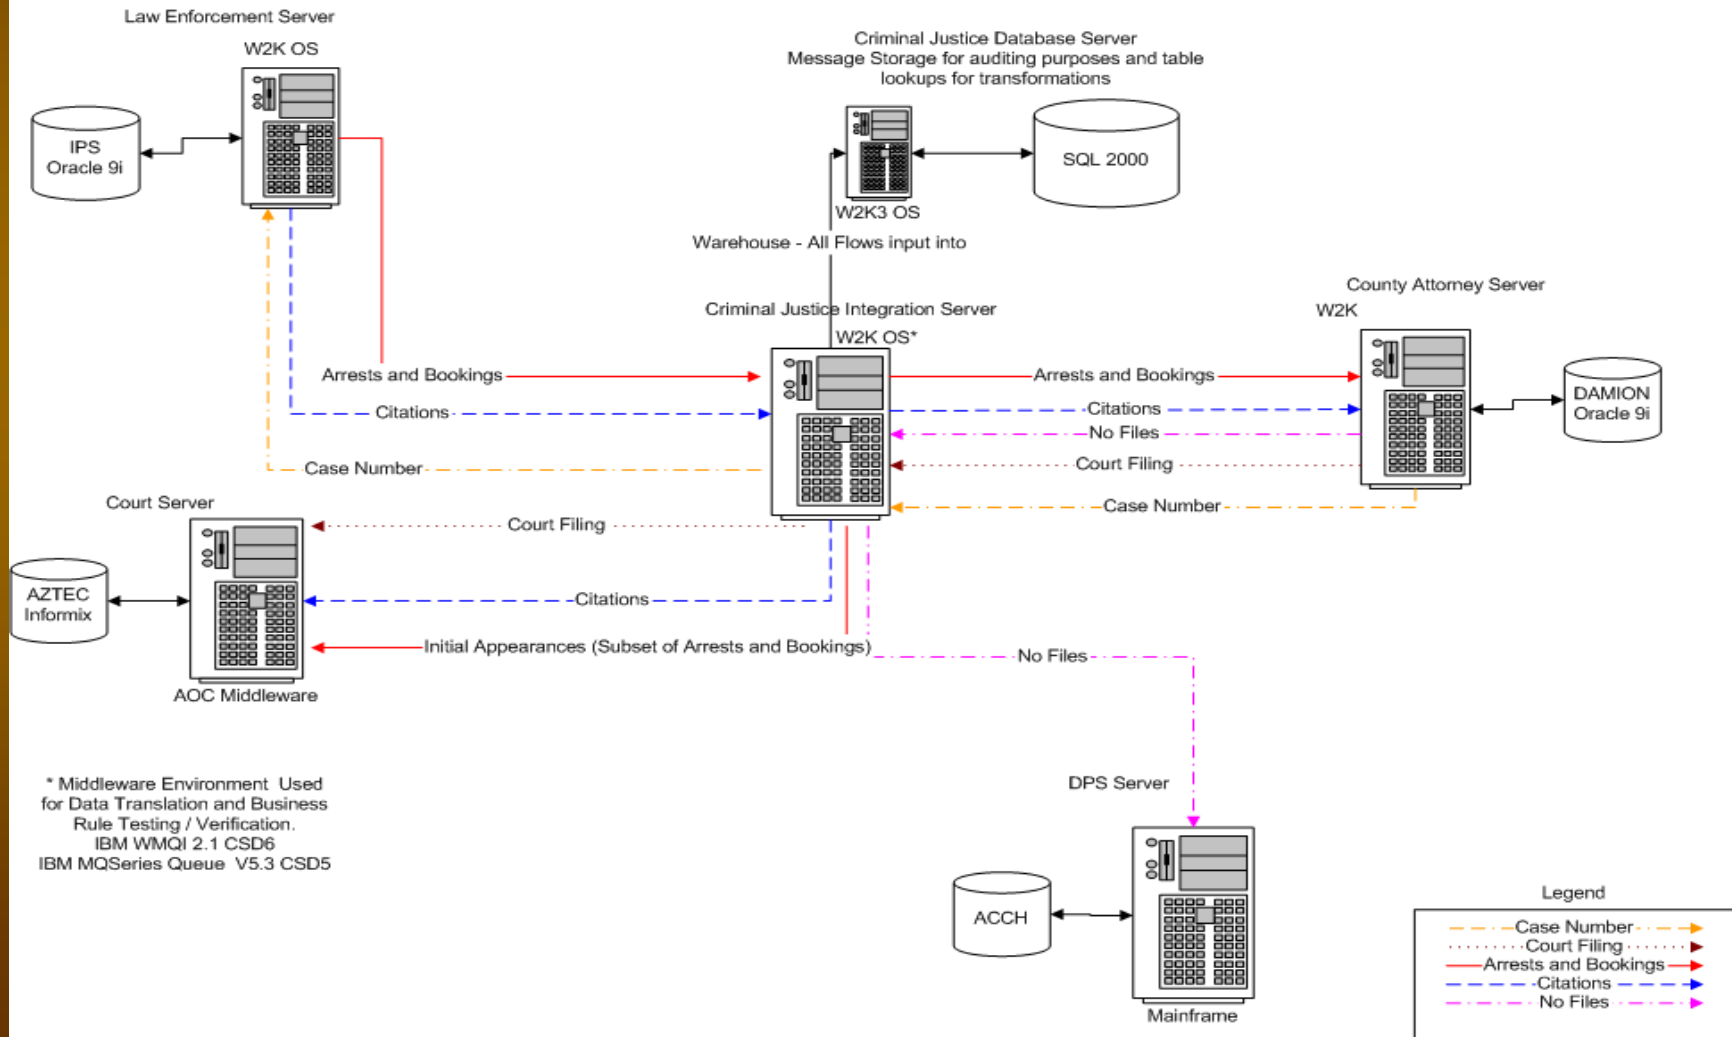 Law Enforcement Server
W2K OS
IPS
Oracle 9i
Criminal Justice Database Server
Message Storage for auditing purposes and table
lookups for transformations
SQL 2000
W2K3 OS
Warehouse - All Flows input into
Criminal Justice Integration Server
W2K OS*
County Attorney Server
W2K
DAMION
Oracle 9i
Arrests and Bookings
Citations
Case Number
Arrests and Bookings
Citations
No Files
Court Filing
Case Number
Court Server
AZTEC
Informix
AOC Middleware
Court Filing
Citations
Initial Appearances (Subset of Arrests and Bookings)
No Files
* Middleware Environment Used
for Data Translation and Business
Rule Testing / Verification.
IBM WMQI 2.1 CSD6
IBM MQSeries Queue V5.3 CSD5
DPS Server
ACCH
Mainframe
Legend
Case Number
Court Filing
Arrests and Bookings
Citations
No Files